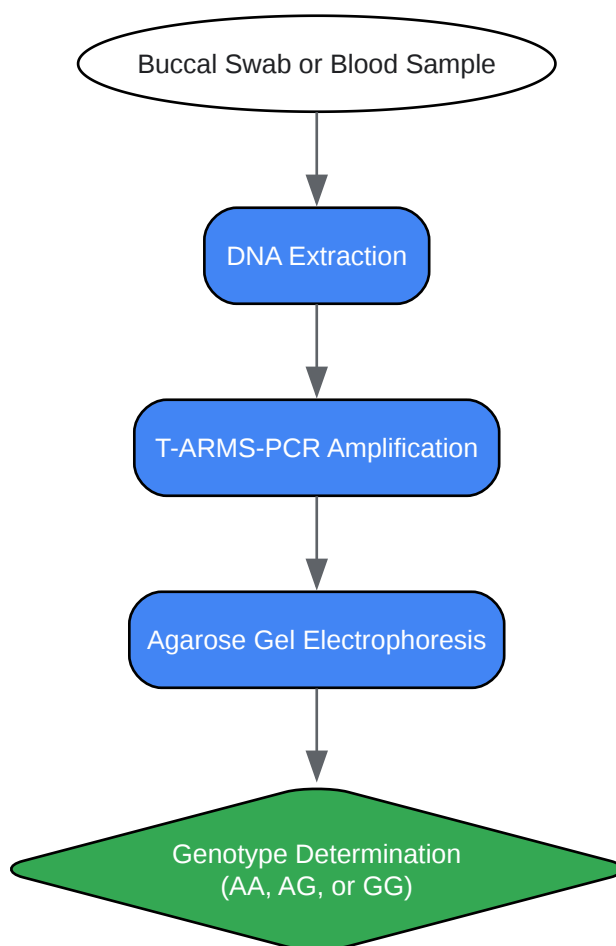 Buccal Swab or Blood Sample
DNA Extraction
T-ARMS-PCR Amplification
Agarose Gel Electrophoresis
Genotype Determination
(AA, AG, or GG)